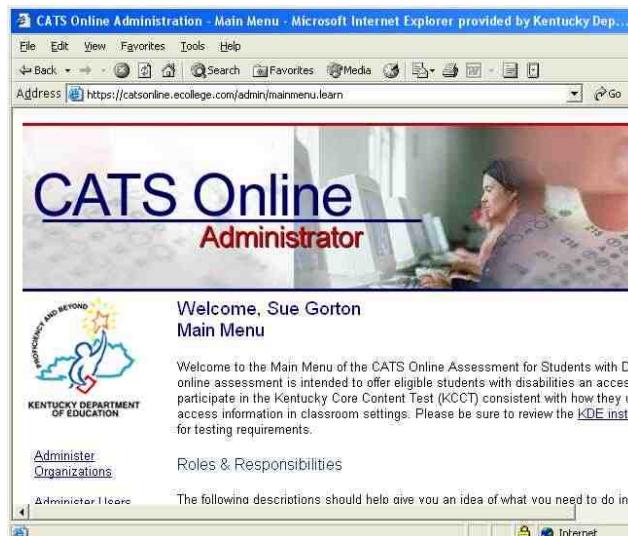 CATS Online Administration - Main Menu - Microsoft Internet Explorer provided by Kentucky Dep...
File Edit View Favorites Tools Help
Back Search Favorites Media
Address https://catsonline.ecollege.com/admin/mainmenu.learn Go
CATS Online
Administrator
PROFICIENCY AND BEYOND
KENTUCKY DEPARTMENT
OF EDUCATION
Administer
Organizations
Administer Users
Welcome, Sue Gorton
Main Menu
Welcome to the Main Menu of the CATS Online Assessment for Students with D
online assessment is intended to offer eligible students with disabilities an acces
participate in the Kentucky Core Content Test (KCCT) consistent with how they u
access information in classroom settings. Please be sure to review the KDE inst
for testing requirements.
Roles & Responsibilities
The following descriptions should help give you an idea of what you need to do in
Internet